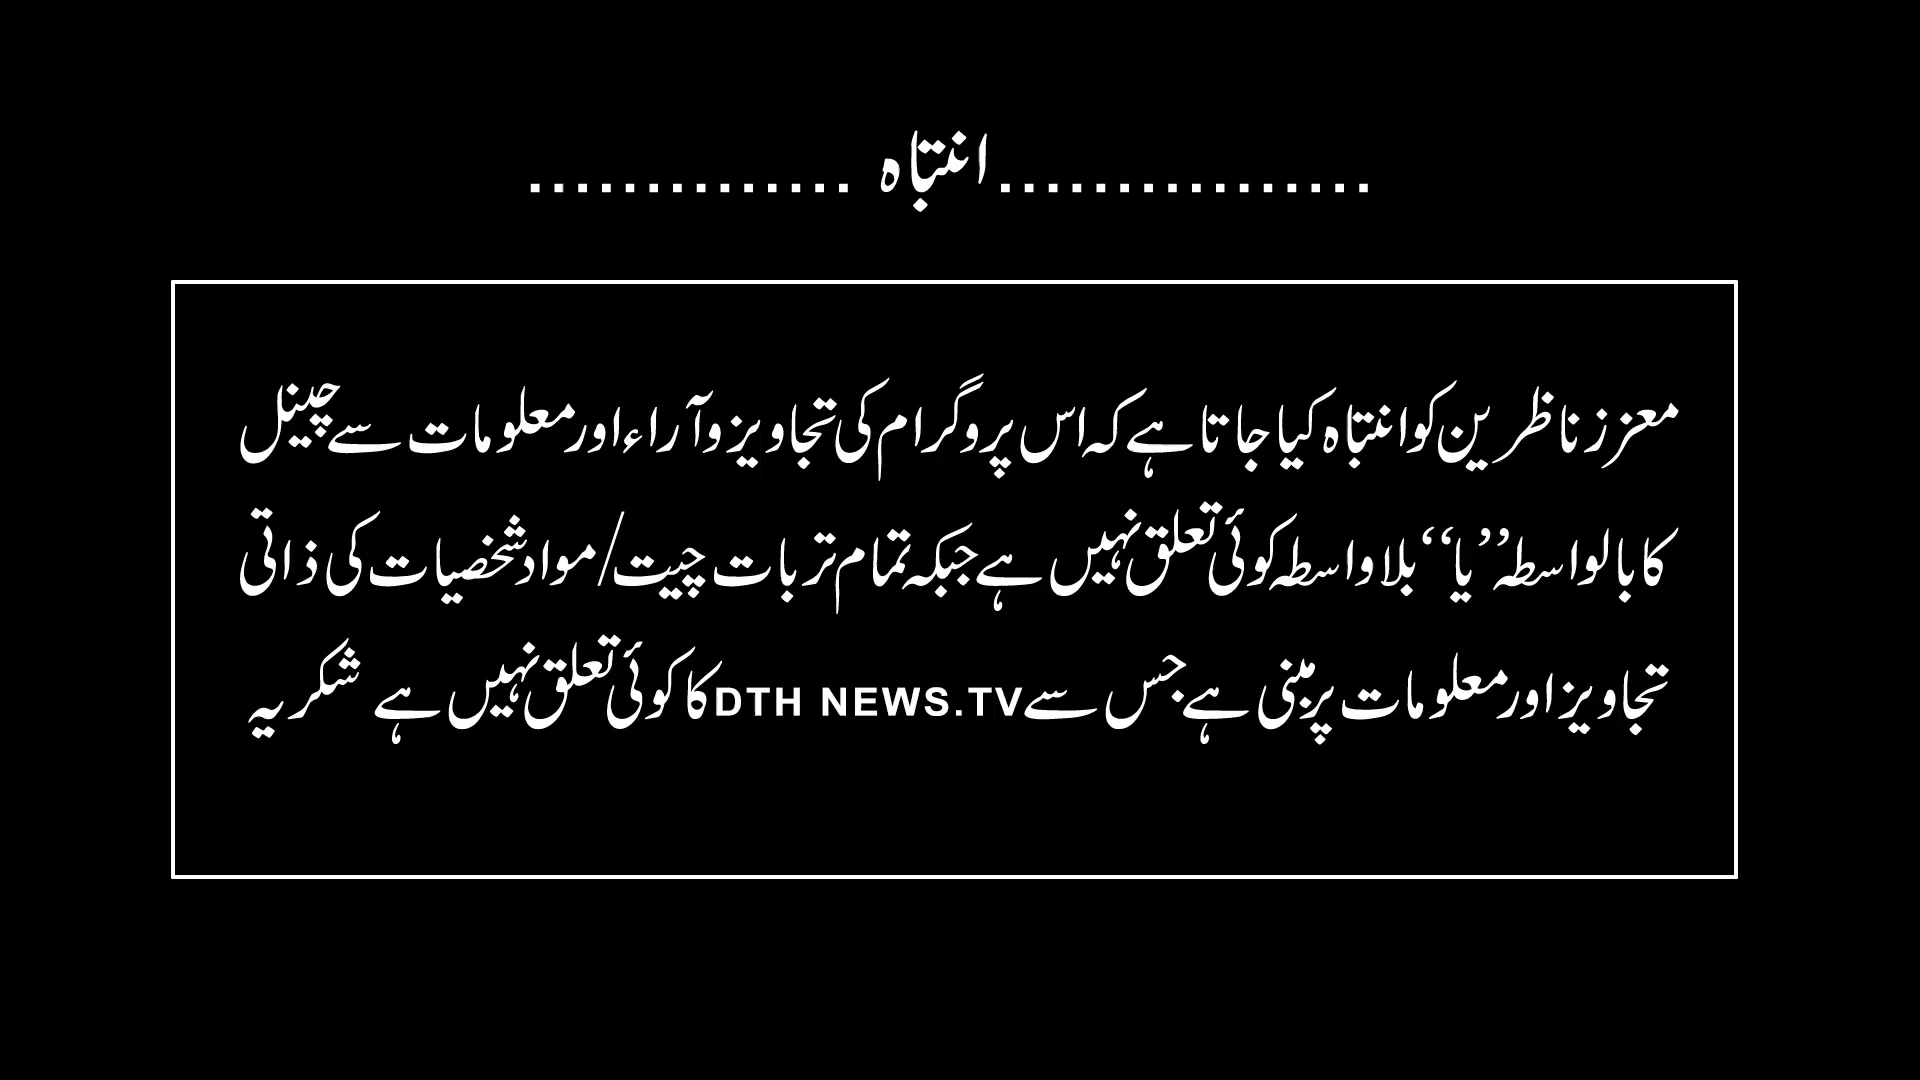 ................انتباہ ..............
معزز ناظرین کو انتباہ کیا جاتا ہے کہ اس پروگرام کی تجاویز و آراء اور معلومات سے چینل
کا بالواسطہ ’’یا‘‘ بلاواسطہ کوئی تعلق نہیں ہے جبکہ تمام تر بات چیت/مواد شخصیات کی ذاتی
تجاویز اور معلومات پر مبنی ہے جس سے DTH NEWS.TV کا کوئی تعلق نہیں ہے شکریہ